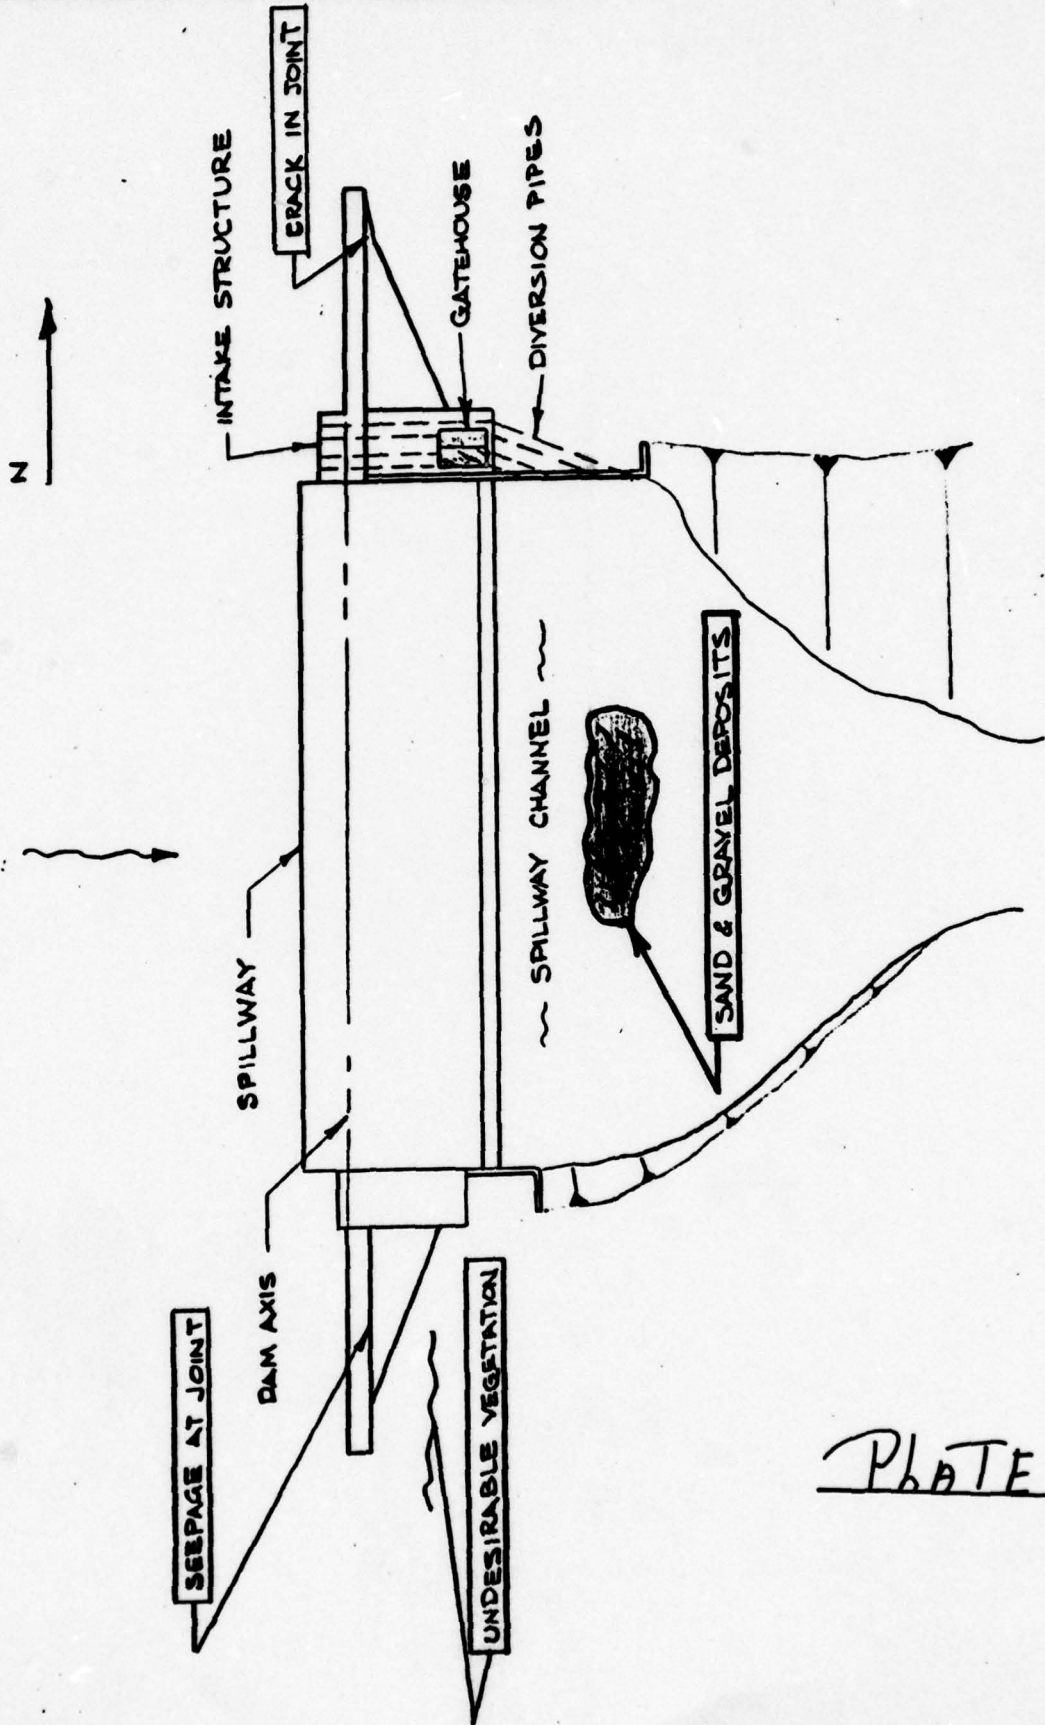 N
CRACK IN JOINT
INTAKE STRUCTURE
GATEHOUSE
DIVERSION PIPES
SPILLWAY
DAM AXIS
~ SPILLWAY CHANNEL ~
SAND & GRAVEL DEPOSITS
SEEPAGE AT JOINT
UNDESIRABLE VEGETATION
PLATE